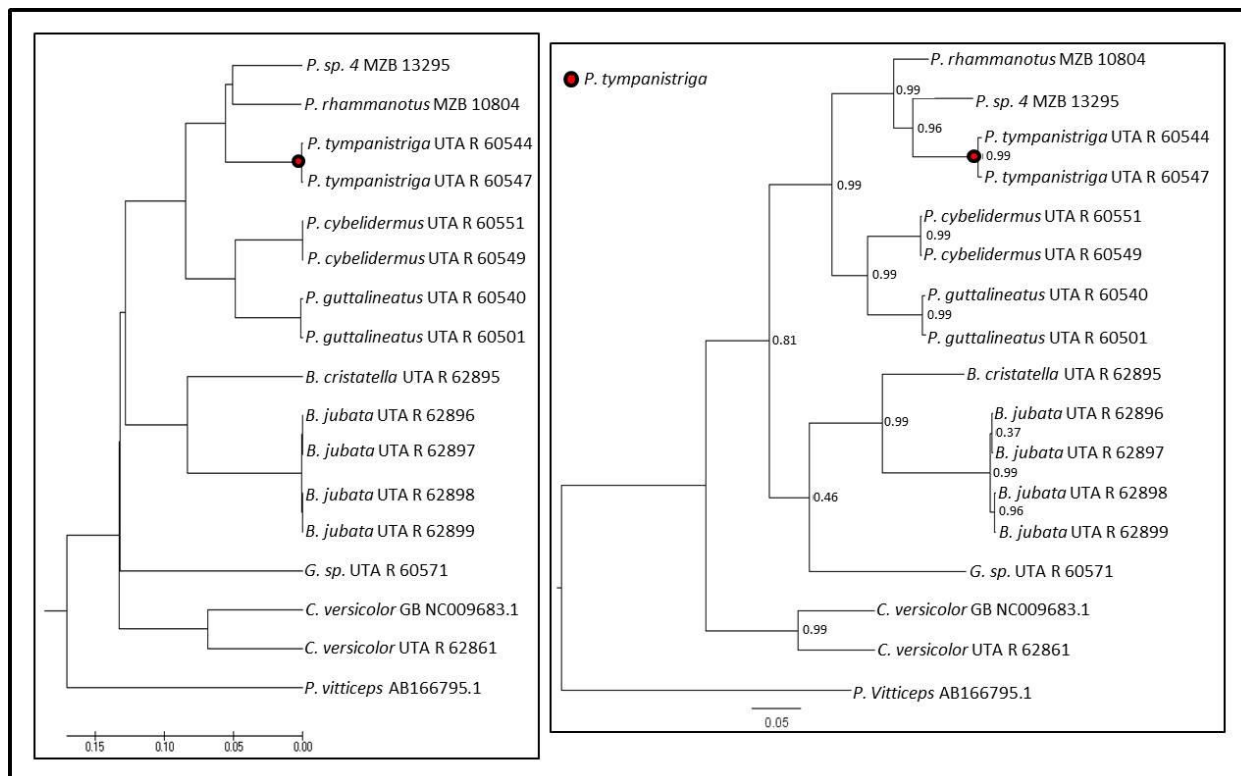 P. sp. 4 MZB 13295
P. rhammanotus MZB 10804
P. tympanistriga UTA R 60544
P. tympanistriga UTA R 60547
P. cybelidermus UTA R 60551
P. cybelidermus UTA R 60549
P. guttalineatus UTA R 60540
P. guttalineatus UTA R 60501
B. cristatella UTA R 62895
B. jubata UTA R 62896
B. jubata UTA R 62897
B. jubata UTA R 62898
B. jubata UTA R 62899
G. sp. UTA R 60571
C. versicolor GB NC009683.1
C. versicolor UTA R 62861
P. vitticeps AB166795.1
0.15 0.10 0.05 0.00
P. tympanistriga
P. rhammanotus MZB 10804
0.99
P. sp. 4 MZB 13295
0.96
P. tympanistriga UTA R 60544
0.99
P. tympanistriga UTA R 60547
0.99
P. cybelidermus UTA R 60551
0.99
P. cybelidermus UTA R 60549
0.99
P. guttalineatus UTA R 60540
0.99
P. guttalineatus UTA R 60501
0.81
B. cristatella UTA R 62895
B. jubata UTA R 62896
0.99
0.37
B. jubata UTA R 62897
0.99
B. jubata UTA R 62898
0.46
0.96
B. jubata UTA R 62899
G. sp. UTA R 60571
C. versicolor GB NC009683.1
0.99
C. versicolor UTA R 62861
P. Vitticeps AB166795.1
0.05